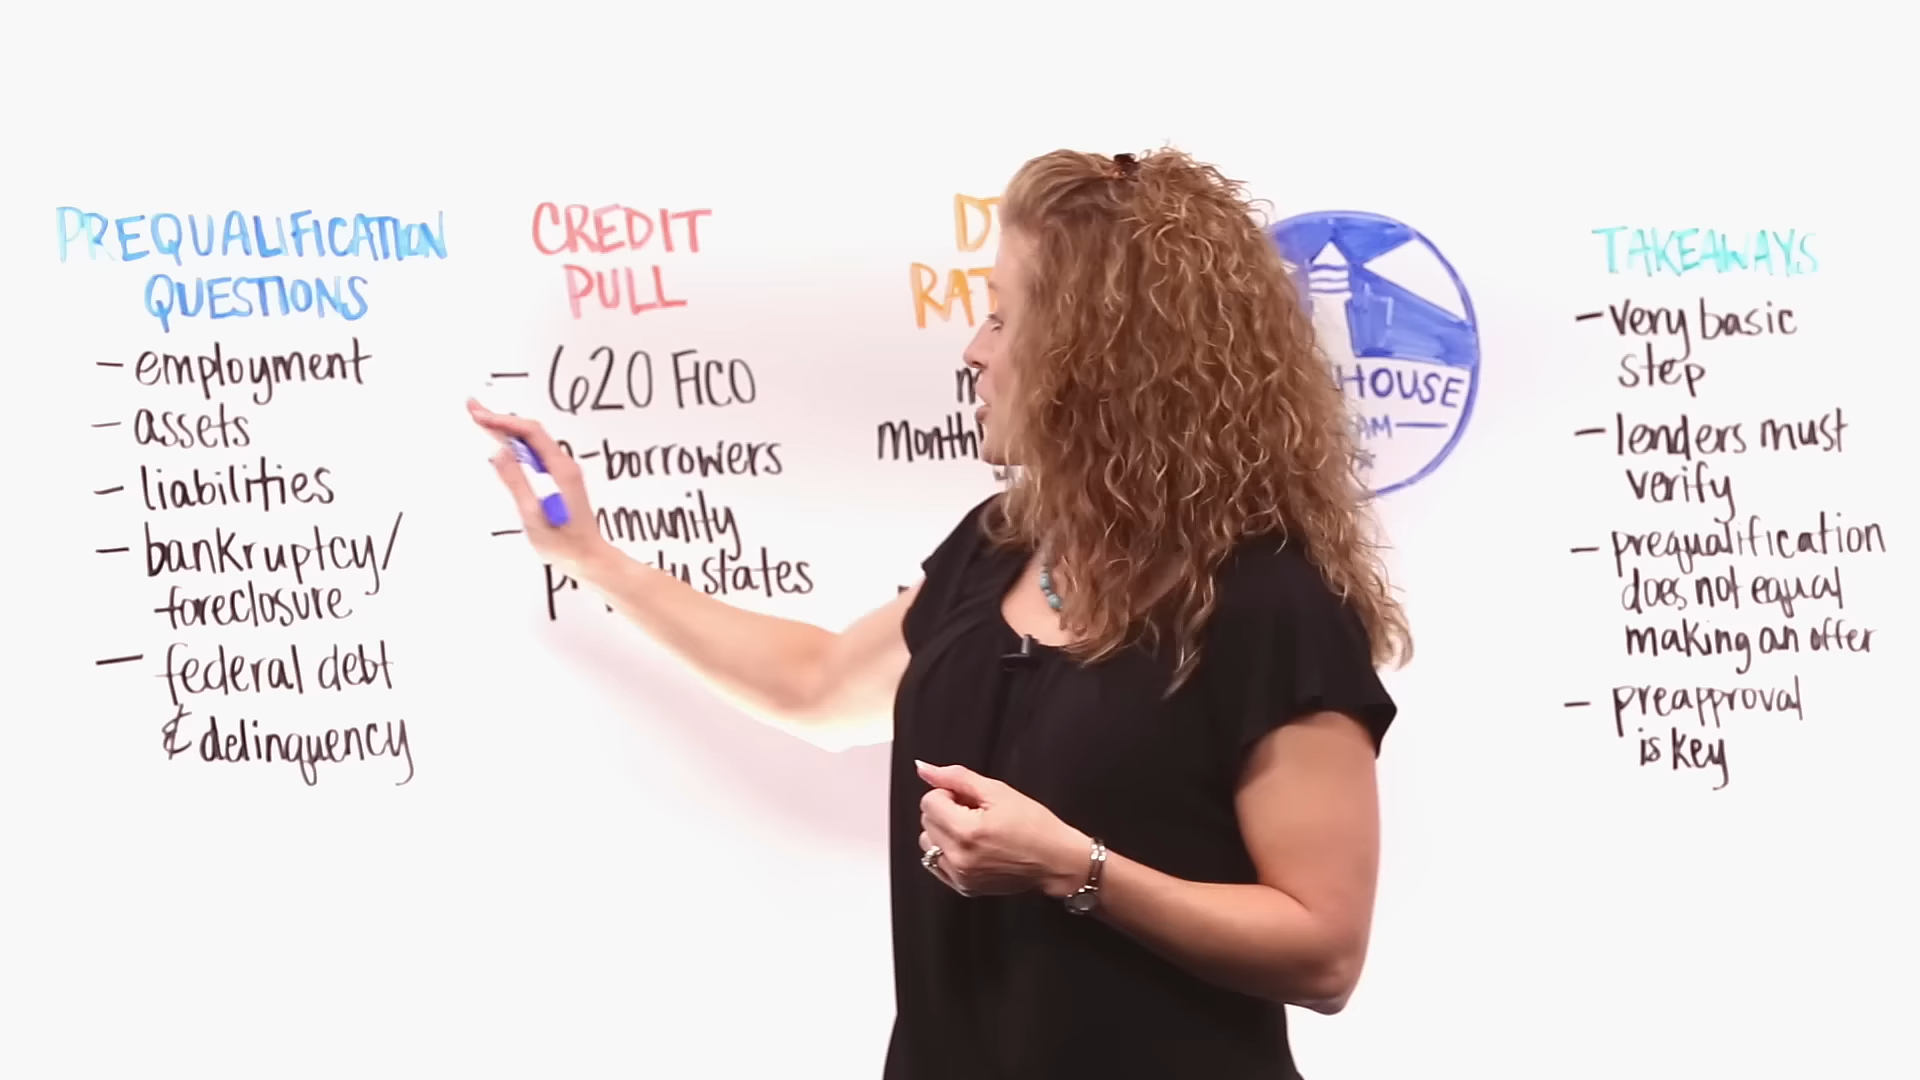 PREQUALIFICATION
QUESTIONS
- employment
- assets
- liabilities
- bankruptcy/
foreclosure
- federal debt
& delinquency
CREDIT
PULL
- 620 FICO
-borrowers
-
states
TAKEAWAYS
- very basic
step
- lenders must
verify
- prequalification
does not equal
making an offer
- preapproval
is key